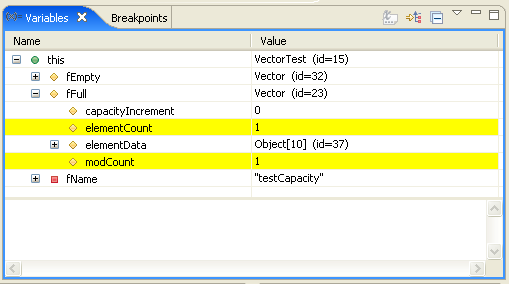 Variables Breakpoints
Name Value
this VectorTest (id=15)
fEmpty Vector (id=32)
fFull Vector (id=23)
capacityIncrement 0
elementCount 1
elementData Object[10] (id=37)
modCount 1
fName "testCapacity"